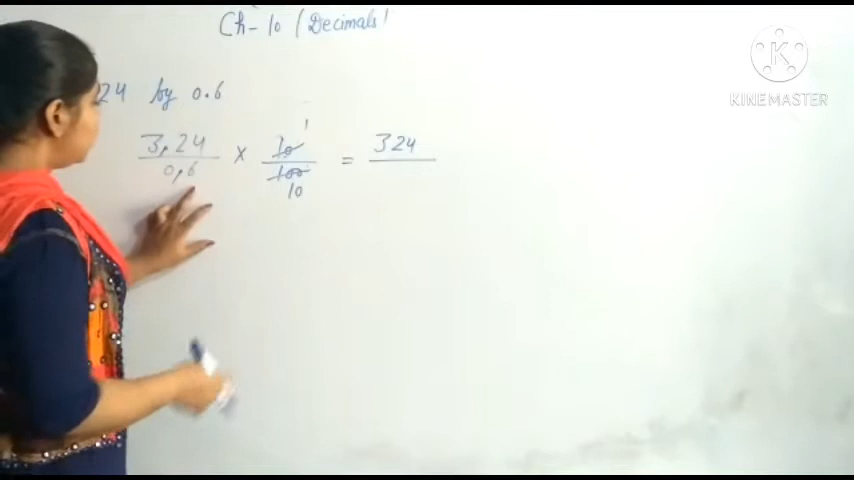 Ch-10 (Decimals)
24 by 0.6
3.24 / 0.6 × 10 1 / 100 10 = 324
K
KINEMASTER